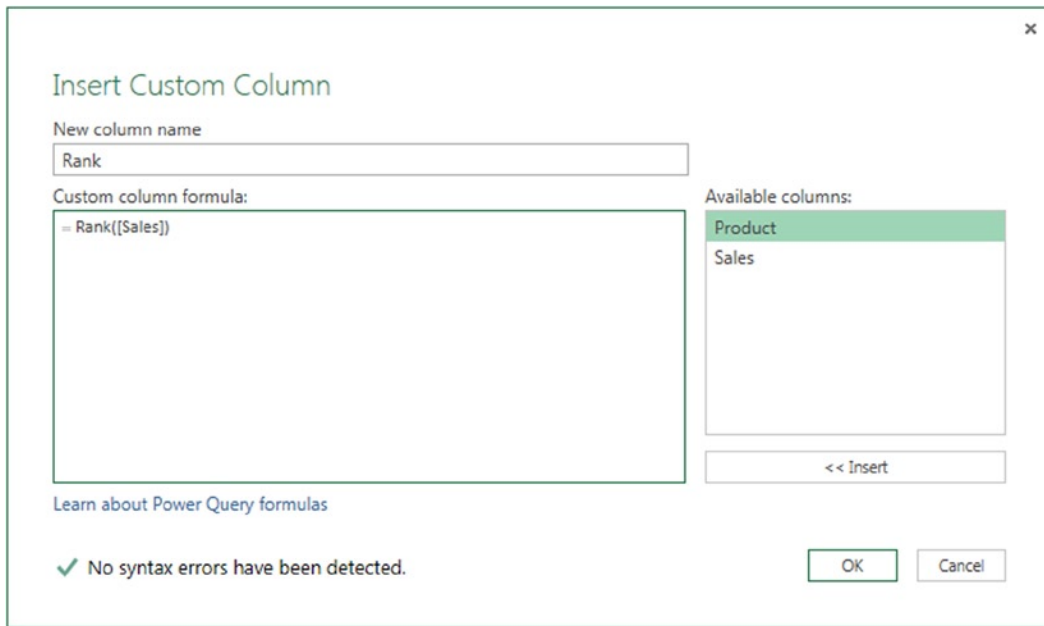 ×
Insert Custom Column
New column name
Rank
Custom column formula:
= Rank([Sales])
Available columns:
Product
Sales
<< Insert
Learn about Power Query formulas
No syntax errors have been detected.
OK
Cancel